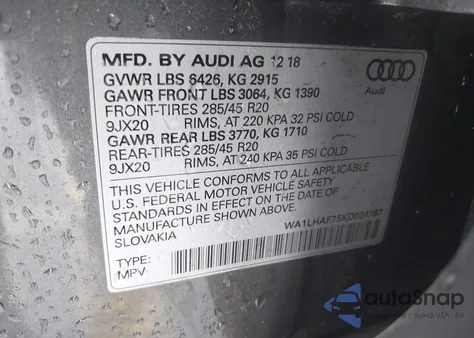 MFD. BY AUDI AG 12 18
GVWR LBS 6426, KG 2915
GAWR FRONT LBS 3064, KG 1390
FRONT-TIRES 285/45 R20
9JX20 RIMS, AT 220 KPA 32 PSI COLD
GAWR REAR LBS 3770, KG 1710
REAR-TIRES 285/45 R20
9JX20 RIMS, AT 240 KPA 35 PSI COLD
THIS VEHICLE CONFORMS TO ALL APPLICABLE
U.S. FEDERAL MOTOR VEHICLE SAFETY
STANDARDS IN EFFECT ON THE DATE OF
MANUFACTURE SHOWN ABOVE.
SLOVAKIA
TYPE:
MPV
Audi
autoSnap